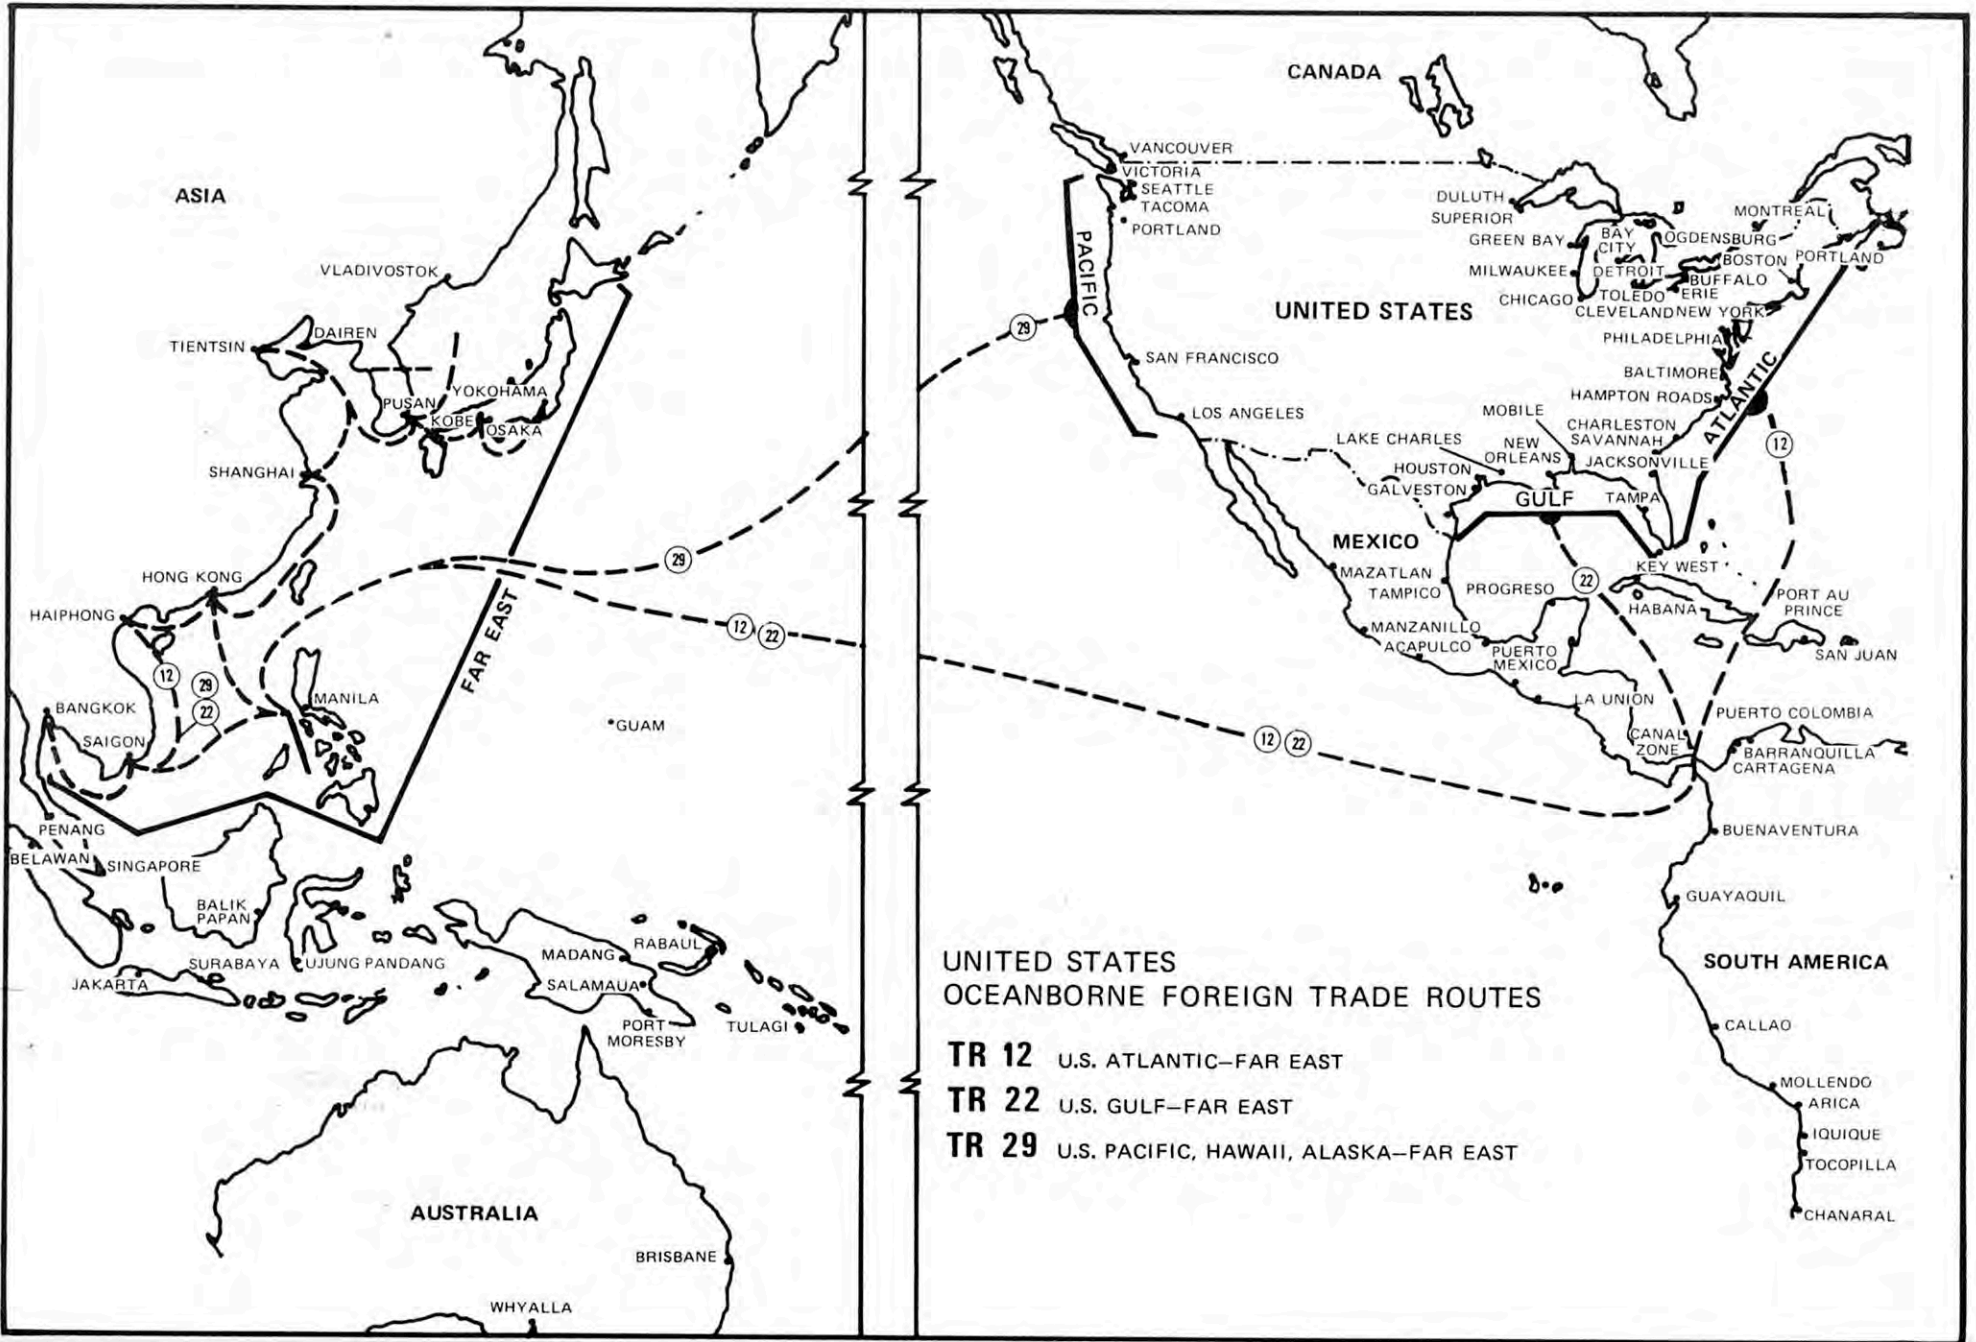 ASIA
VLADIVOSTOK
DAIREN
TIENTSIN
YOKOHAMA
PUSAN
KOBE
OSAKA
SHANGHAI
29
HONG KONG
HAIPHONG
12
22
FAR EAST
12
29
22
MANILA
BANGKOK
GUAM
SAIGON
PENANG
BELAWAN
SINGAPORE
BALIK
PAPAN
SURABAYA
UJUNG PANDANG
JAKARTA
MADANG
RABAUL
SALAMAUA
PORT
MORESBY
TULAGI
AUSTRALIA
BRISBANE
WHYALLA
CANADA
VANCOUVER
VICTORIA
SEATTLE
TACOMA
PORTLAND
PACIFIC
29
DULUTH
SUPERIOR
GREEN BAY
BAY
CITY
OGDENSBURG
MONTREAL
MILWAUKEE
DETROIT
BUFFALO
BOSTON
PORTLAND
CHICAGO
TOLEDO
ERIE
CLEVELAND
NEW YORK
UNITED STATES
PHILADELPHIA
SAN FRANCISCO
BALTIMORE
HAMPTON ROADS
ATLANTIC
LOS ANGELES
MOBILE
CHARLESTON
SAVANNAH
12
LAKE CHARLES
NEW
ORLEANS
JACKSONVILLE
HOUSTON
GALVESTON
GULF
TAMPA
MEXICO
KEY WEST
MAZATLAN
TAMPICO
PROGRESO
22
HABANA
PORT AU
PRINCE
MANZANILLO
ACAPULCO
PUERTO
MEXICO
SAN JUAN
LA UNION
PUERTO COLOMBIA
12
22
CANAL
ZONE
BARRANQUILLA
CARTAGENA
BUENAVENTURA
GUAYAQUIL
SOUTH AMERICA
CALLAO
MOLLENDO
ARICA
IQUIQUE
TOCOPILLA
CHANARAL
UNITED STATES
OCEANBORNE FOREIGN TRADE ROUTES
TR 12 U.S. ATLANTIC–FAR EAST
TR 22 U.S. GULF–FAR EAST
TR 29 U.S. PACIFIC, HAWAII, ALASKA–FAR EAST